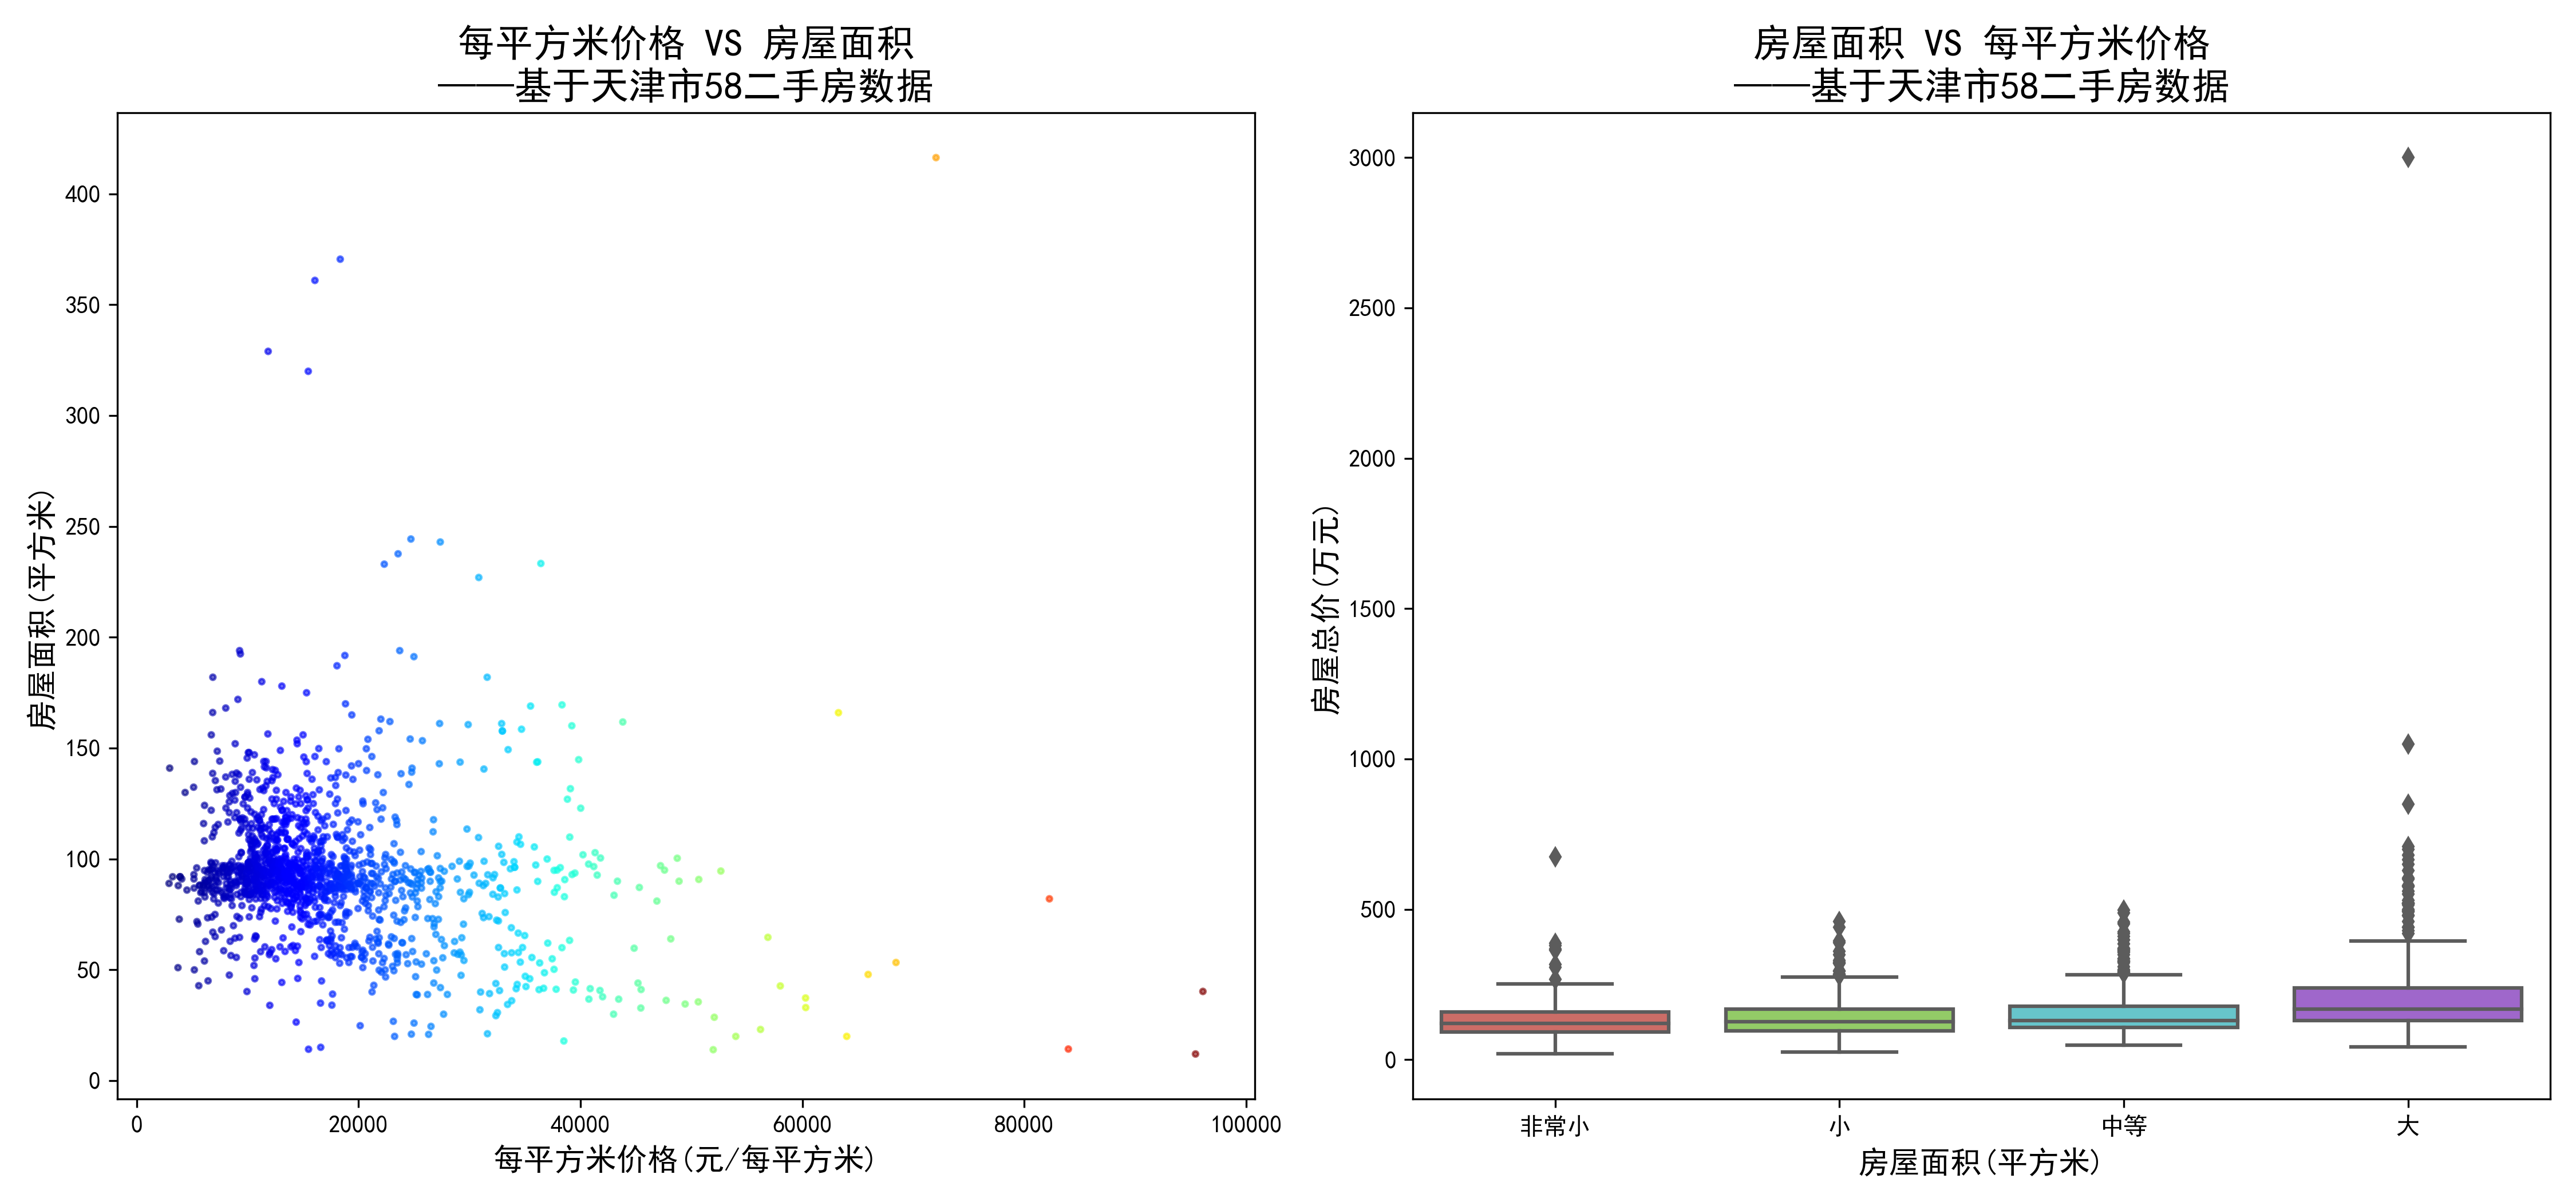 每平方米价格 VS 房屋面积
——基于天津市58二手房数据
房屋面积(平方米)
400
350
300
250
200
150
100
50
0
0 20000 40000 60000 80000 100000
每平方米价格(元/每平方米)
房屋面积 VS 每平方米价格
——基于天津市58二手房数据
房屋总价(万元)
3000
2500
2000
1500
1000
500
0
非常小 小 中等 大
房屋面积(平方米)